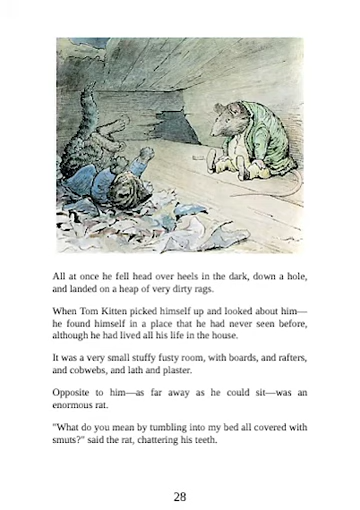 All at once he fell head over heels in the dark, down a hole,
and landed on a heap of very dirty rags.
When Tom Kitten picked himself up and looked about him—
he found himself in a place that he had never seen before,
although he had lived all his life in the house.
It was a very small stuffy fusty room, with boards, and rafters,
and cobwebs, and lath and plaster.
Opposite to him—as far away as he could sit—was an
enormous rat.
"What do you mean by tumbling into my bed all covered with
smuts?" said the rat, chattering his teeth.
28